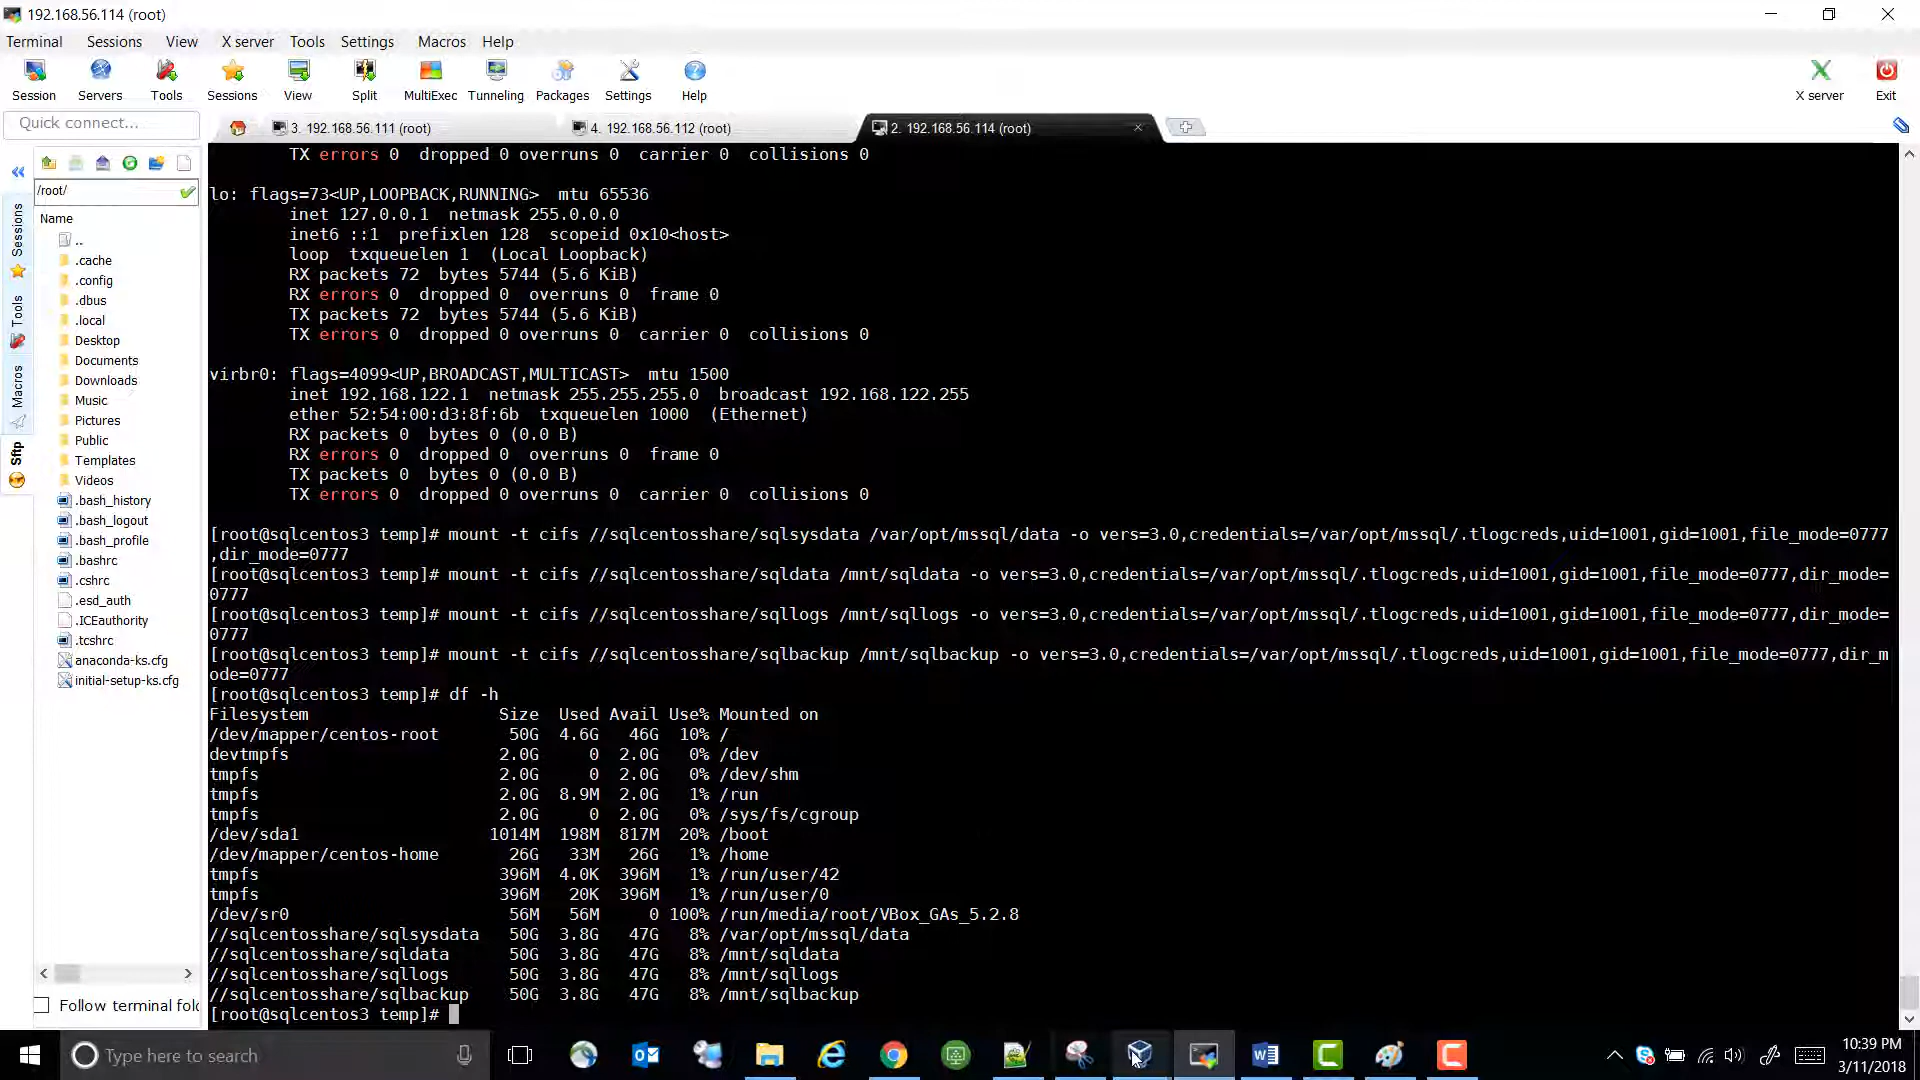 192.168.56.114 (root)
Terminal Sessions View X server Tools Settings Macros Help
Session Servers Tools Sessions View Split MultiExec Tunneling Packages Settings Help X server Exit
Quick connect...
3. 192.168.56.111 (root) 4. 192.168.56.112 (root) 2. 192.168.56.114 (root)
/root/
Name
..
.cache
.config
.dbus
.local
Desktop
Documents
Downloads
Music
Pictures
Public
Templates
Videos
.bash_history
.bash_logout
.bash_profile
.bashrc
.cshrc
.esd_auth
.ICEauthority
.tcshrc
anaconda-ks.cfg
initial-setup-ks.cfg
Follow terminal fold
Sessions
Tools
Macros
Sftp
TX errors 0 dropped 0 overruns 0 carrier 0 collisions 0
lo: flags=73<UP,LOOPBACK,RUNNING> mtu 65536
inet 127.0.0.1 netmask 255.0.0.0
inet6 ::1 prefixlen 128 scopeid 0x10<host>
loop txqueuelen 1 (Local Loopback)
RX packets 72 bytes 5744 (5.6 KiB)
RX errors 0 dropped 0 overruns 0 frame 0
TX packets 72 bytes 5744 (5.6 KiB)
TX errors 0 dropped 0 overruns 0 carrier 0 collisions 0
virbr0: flags=4099<UP,BROADCAST,MULTICAST> mtu 1500
inet 192.168.122.1 netmask 255.255.255.0 broadcast 192.168.122.255
ether 52:54:00:d3:8f:6b txqueuelen 1000 (Ethernet)
RX packets 0 bytes 0 (0.0 B)
RX errors 0 dropped 0 overruns 0 frame 0
TX packets 0 bytes 0 (0.0 B)
TX errors 0 dropped 0 overruns 0 carrier 0 collisions 0
[root@sqlcentos3 temp]# mount -t cifs //sqlcentosshare/sqlsysdata /var/opt/mssql/data -o vers=3.0,credentials=/var/opt/mssql/.tlogcreds,uid=1001,gid=1001,file_mode=0777
,dir_mode=0777
[root@sqlcentos3 temp]# mount -t cifs //sqlcentosshare/sqldata /mnt/sqldata -o vers=3.0,credentials=/var/opt/mssql/.tlogcreds,uid=1001,gid=1001,file_mode=0777,dir_mode=
0777
[root@sqlcentos3 temp]# mount -t cifs //sqlcentosshare/sqllogs /mnt/sqllogs -o vers=3.0,credentials=/var/opt/mssql/.tlogcreds,uid=1001,gid=1001,file_mode=0777,dir_mode=
0777
[root@sqlcentos3 temp]# mount -t cifs //sqlcentosshare/sqlbackup /mnt/sqlbackup -o vers=3.0,credentials=/var/opt/mssql/.tlogcreds,uid=1001,gid=1001,file_mode=0777,dir_m
ode=0777
[root@sqlcentos3 temp]# df -h
Filesystem Size Used Avail Use% Mounted on
/dev/mapper/centos-root 50G 4.6G 46G 10% /
devtmpfs 2.0G 0 2.0G 0% /dev
tmpfs 2.0G 0 2.0G 0% /dev/shm
tmpfs 2.0G 8.9M 2.0G 1% /run
tmpfs 2.0G 0 2.0G 0% /sys/fs/cgroup
/dev/sda1 1014M 198M 817M 20% /boot
/dev/mapper/centos-home 26G 33M 26G 1% /home
tmpfs 396M 4.0K 396M 1% /run/user/42
tmpfs 396M 20K 396M 1% /run/user/0
/dev/sr0 56M 56M 0 100% /run/media/root/VBox_GAs_5.2.8
//sqlcentosshare/sqlsysdata 50G 3.8G 47G 8% /var/opt/mssql/data
//sqlcentosshare/sqldata 50G 3.8G 47G 8% /mnt/sqldata
//sqlcentosshare/sqllogs 50G 3.8G 47G 8% /mnt/sqllogs
//sqlcentosshare/sqlbackup 50G 3.8G 47G 8% /mnt/sqlbackup
[root@sqlcentos3 temp]#
Type here to search
10:39 PM
3/11/2018